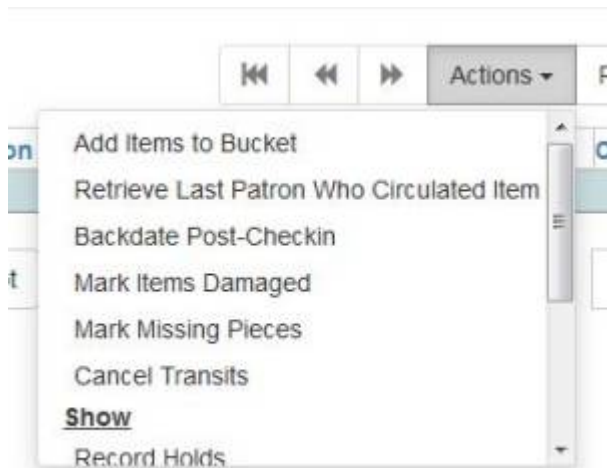 Actions
Add Items to Bucket
Retrieve Last Patron Who Circulated Item
Backdate Post-Checkin
Mark Items Damaged
Mark Missing Pieces
Cancel Transits
Show
Record Holds